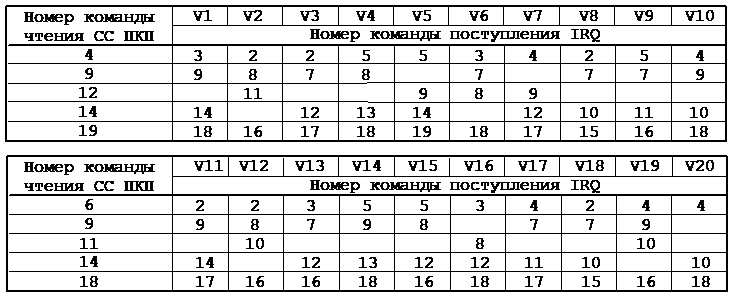 Номер команды чтения СС ПКП V1 V2 V3 V4 V5 V6 V7 V8 V9 V10
Номер команды поступления IRQ
4 3 2 2 5 5 3 4 2 5 4
9 9 8 7 8 7 7 7 9
12 11 9 8 9
14 14 12 13 14 12 10 11 10
19 18 16 17 18 19 18 17 15 16 18
Номер команды чтения СС ПКП V11 V12 V13 V14 V15 V16 V17 V18 V19 V20
Номер команды поступления IRQ
6 2 2 3 5 5 3 4 2 4 4
9 9 8 7 9 8 7 7 9
11 10 8 10
14 14 12 13 12 12 11 10 10
18 17 16 16 18 16 18 17 15 16 18